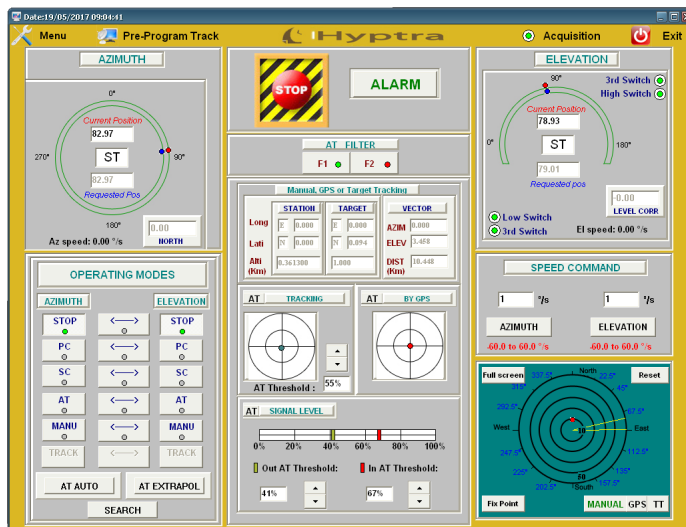 Date:19/05/2017 09:04:41
Menu
Pre-Program Track
Hyptra
Acquisition
Exit
AZIMUTH
0°
Current Position
82.97
270°
ST
90°
82.97
Requested Pos
180°
Az speed: 0.00 °/s
0.00
NORTH
STOP
ALARM
AT FILTER
F1
F2
ELEVATION
90°
3rd Switch
High Switch
Current Position
78.93
0°
ST
180°
79.01
Requested pos
-0.00
LEVEL CORR
Low Switch
3rd Switch
El speed: 0.00 °/s
Manual, GPS or Target Tracking
STATION
TARGET
VECTOR
Long
E
0.000
E
0.000
AZIM
0.000
Lati
N
0.000
N
0.094
ELEV
3.458
Alti
(Km)
0.361300
1.000
DIST
(KM)
10.448
OPERATING MODES
AZIMUTH
ELEVATION
STOP
<--->
STOP
PC
<--->
PC
SC
<--->
SC
AT
<--->
AT
MANU
<--->
MANU
TRACK
<--->
TRACK
AT AUTO
AT EXTRAPOL
SEARCH
AT
TRACKING
AT Threshold :
55%
AT
BY GPS
AT
SIGNAL LEVEL
0%
20%
40%
60%
80%
100%
Out AT Threshold:
In AT Threshold:
41%
67%
SPEED COMMAND
1
°/s
1
°/s
AZIMUTH
ELEVATION
-60.0 to 60.0 °/s
-60.0 to 60.0 °/s
Full screen
337.5°
North
22.5°
Reset
315°
45°
292.5°
67.5°
West
10
East
247.5°
112.5°
225°
50
135°
202.5°
South
157.5°
Fix Point
MANUAL
GPS
TT